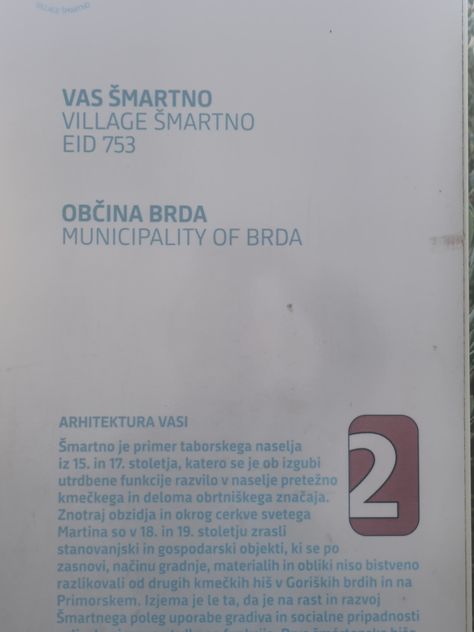 VILLAGE ŠMARTNO
VAS ŠMARTNO
VILLAGE ŠMARTNO
EID 753
OBČINA BRDA
MUNICIPALITY OF BRDA
ARHITEKTURA VASI
Šmartno je primer taborskega naselja
iz 15. in 17. stoletja, katero se je ob izgubi
utrdbene funkcije razvilo v naselje pretežno
kmečkega in deloma obrtniškega značaja.
Znotraj obzidja in okrog cerkve svetega
Martina so v 18. in 19. stoletju zrasli
stanovanjski in gospodarski objekti, ki se po
zasnovi, načinu gradnje, materialih in obliki niso bistveno
razlikovali od drugih kmečkih hiš v Goriških brdih in na
Primorskem. Izjema je le ta, da je na rast in razvoj
Šmartnega poleg uporabe gradiva in socialne pripadnosti
2